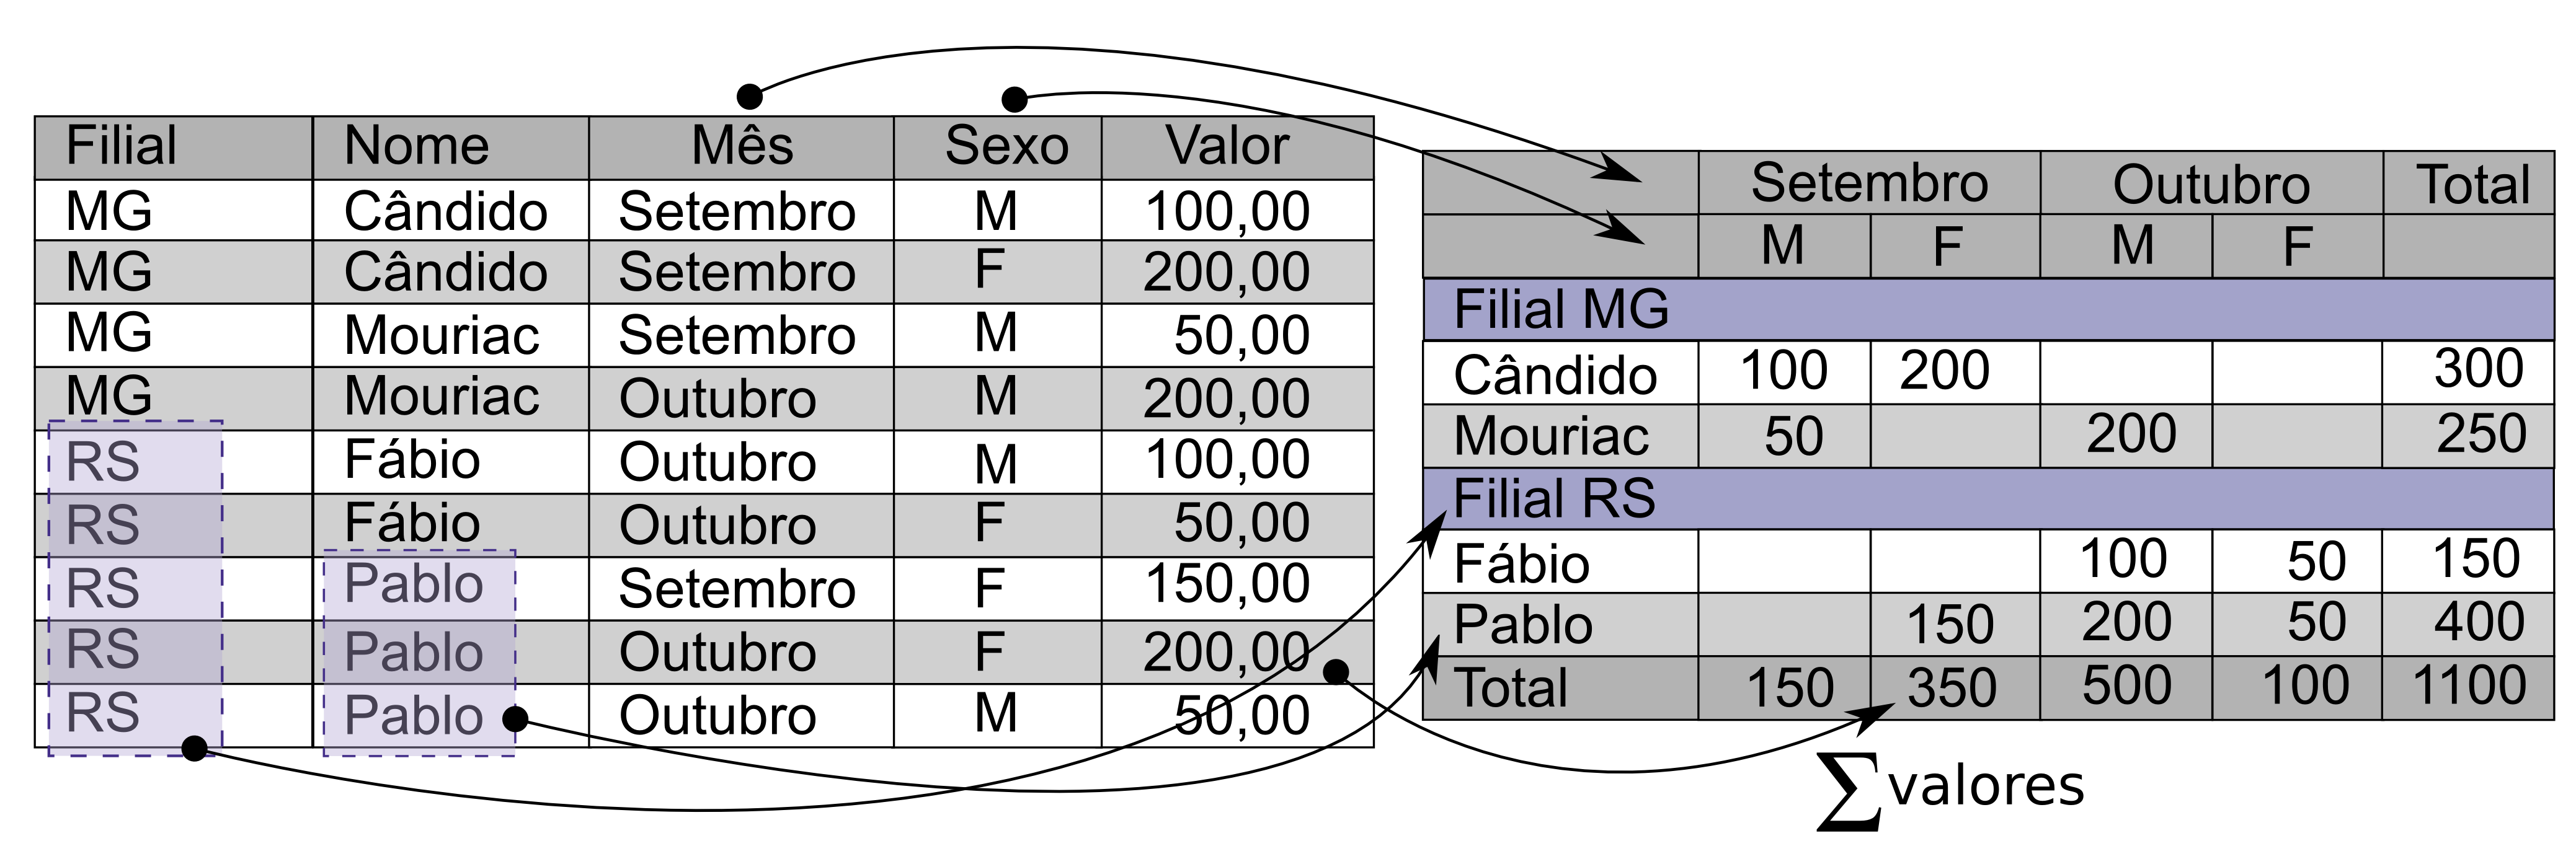 Filial Nome Mês Sexo Valor
MG Cândido Setembro M 100,00
MG Cândido Setembro F 200,00
MG Mouriac Setembro M 50,00
MG Mouriac Outubro M 200,00
RS Fábio Outubro M 100,00
RS Fábio Outubro F 50,00
RS Pablo Setembro F 150,00
RS Pablo Outubro F 200,00
RS Pablo Outubro M 50,00
Setembro Outubro Total
M F M F
Filial MG
Cândido 100 200 300
Mouriac 50 200 250
Filial RS
Fábio 100 50 150
Pablo 150 200 50 400
Total 150 350 500 100 1100
∑ valores